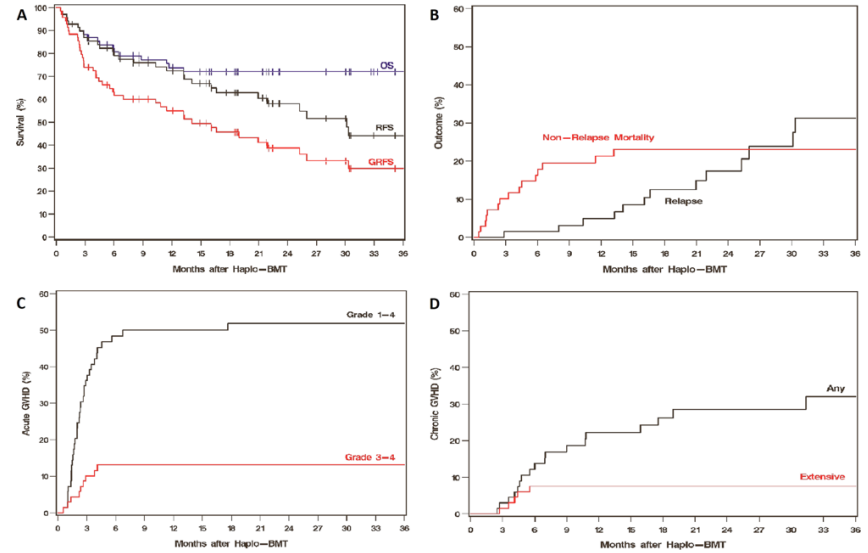 A
Survival (%)
100
90
80
70
60
50
40
30
20
10
0
OS
RFS
GRFS
0 3 6 9 12 15 18 21 24 27 30 33 36
Months after Haplo–BMT
B
Outcome (%)
60
50
40
30
20
10
0
Non–Relapse Mortality
Relapse
0 3 6 9 12 15 18 21 24 27 30 33 36
Months after Haplo–BMT
C
Acute GVHD (%)
60
50
40
30
20
10
0
Grade 1–4
Grade 3–4
0 3 6 9 12 15 18 21 24 27 30 33 36
Months after Haplo–BMT
D
Chronic GVHD (%)
60
50
40
30
20
10
0
Any
Extensive
0 3 6 9 12 15 18 21 24 27 30 33 36
Months after Haplo–BMT